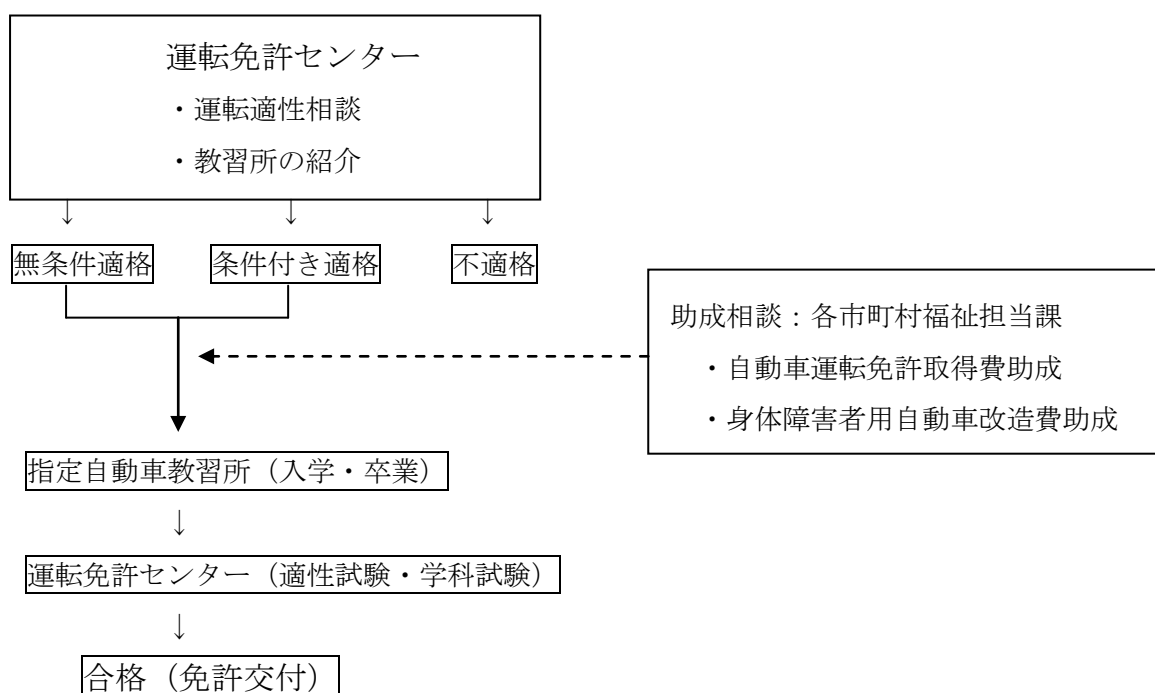 運転免許センター
・運転適性相談
・教習所の紹介
↓ ↓ ↓
無条件適格 条件付き適格 不適格
助成相談：各市町村福祉担当課
・自動車運転免許取得費助成
・身体障害者用自動車改造費助成
指定自動車教習所（入学・卒業）
↓
運転免許センター（適性試験・学科試験）
↓
合格（免許交付）